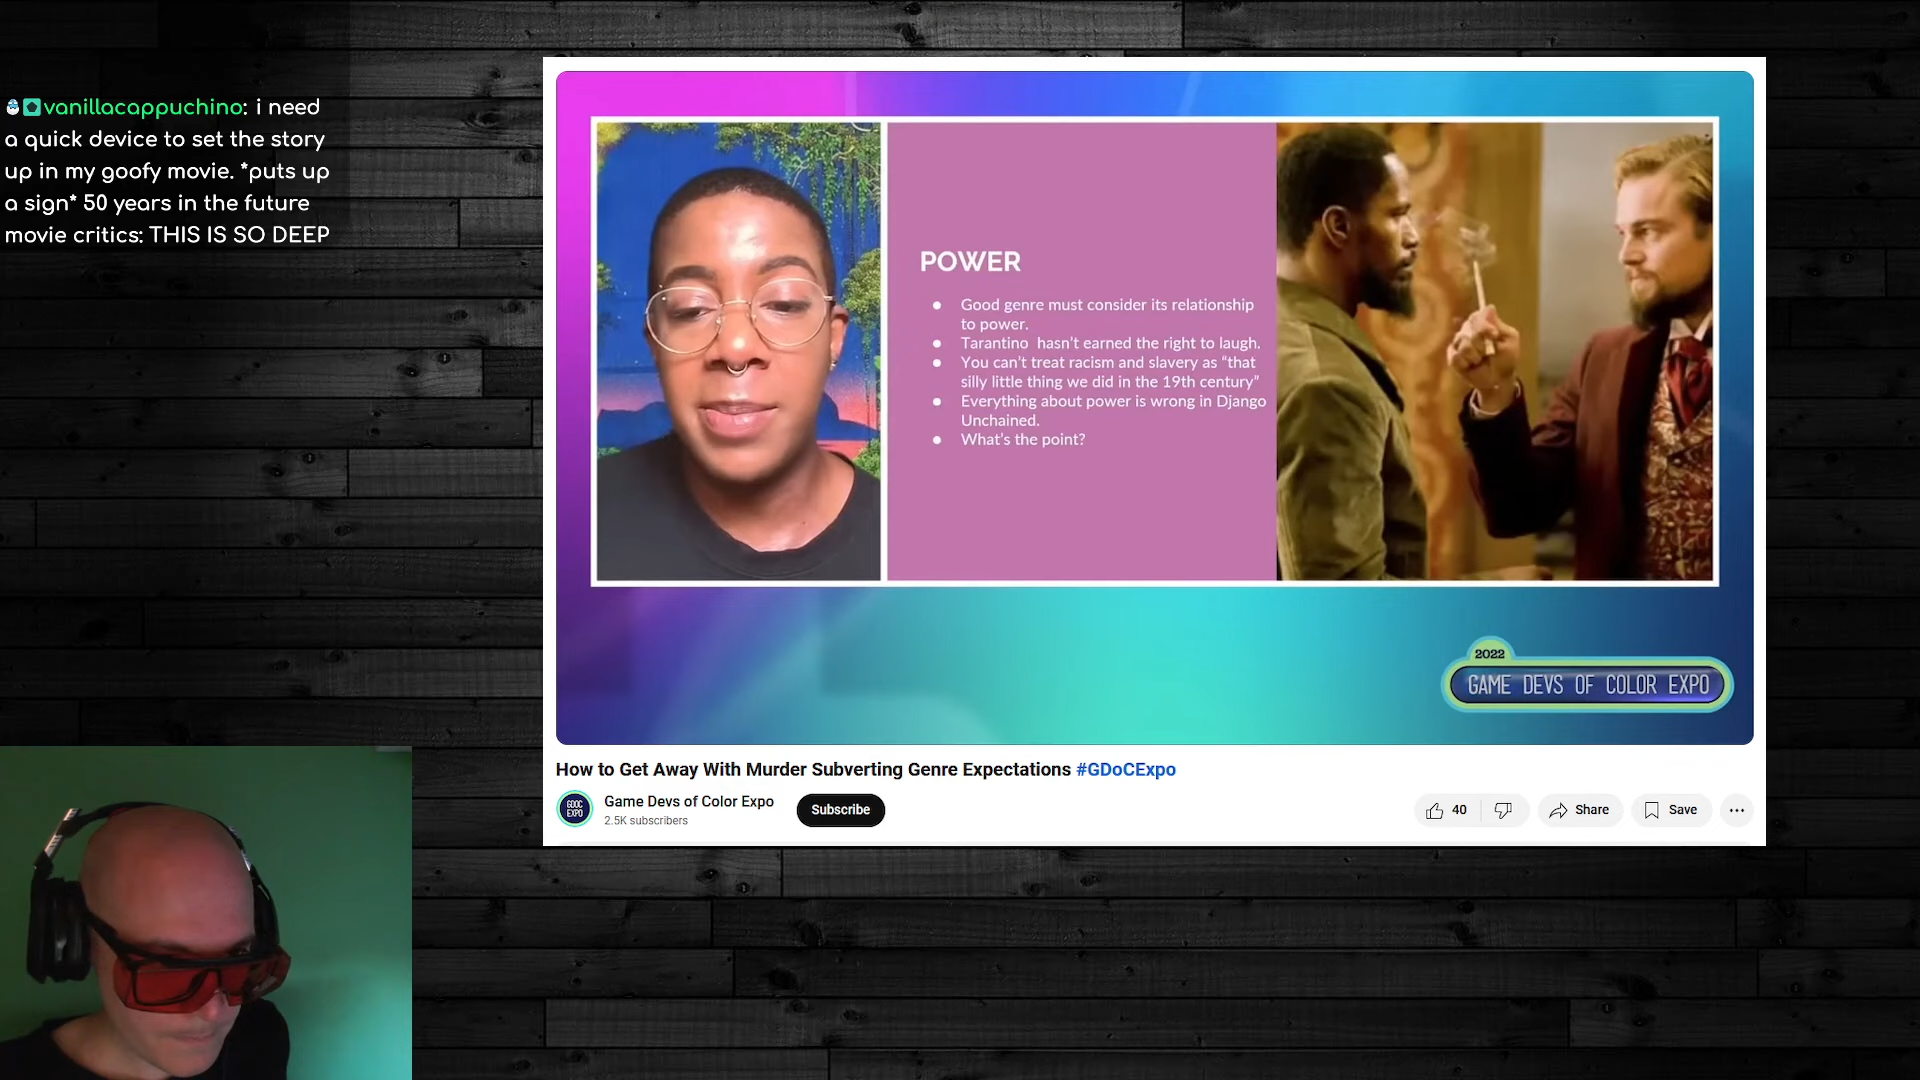 vanillacappuchino: i need
a quick device to set the story
up in my goofy movie. *puts up
a sign* 50 years in the future
movie critics: THIS IS SO DEEP
POWER
● Good genre must consider its relationship
to power.
● Tarantino hasn't earned the right to laugh.
● You can't treat racism and slavery as "that
silly little thing we did in the 19th century"
● Everything about power is wrong in Django
Unchained.
● What's the point?
2022
GAME DEVS OF COLOR EXPO
How to Get Away With Murder Subverting Genre Expectations #GDoCExpo
GDOC
EXPO
Game Devs of Color Expo
2.5K subscribers
Subscribe
40
Share
Save